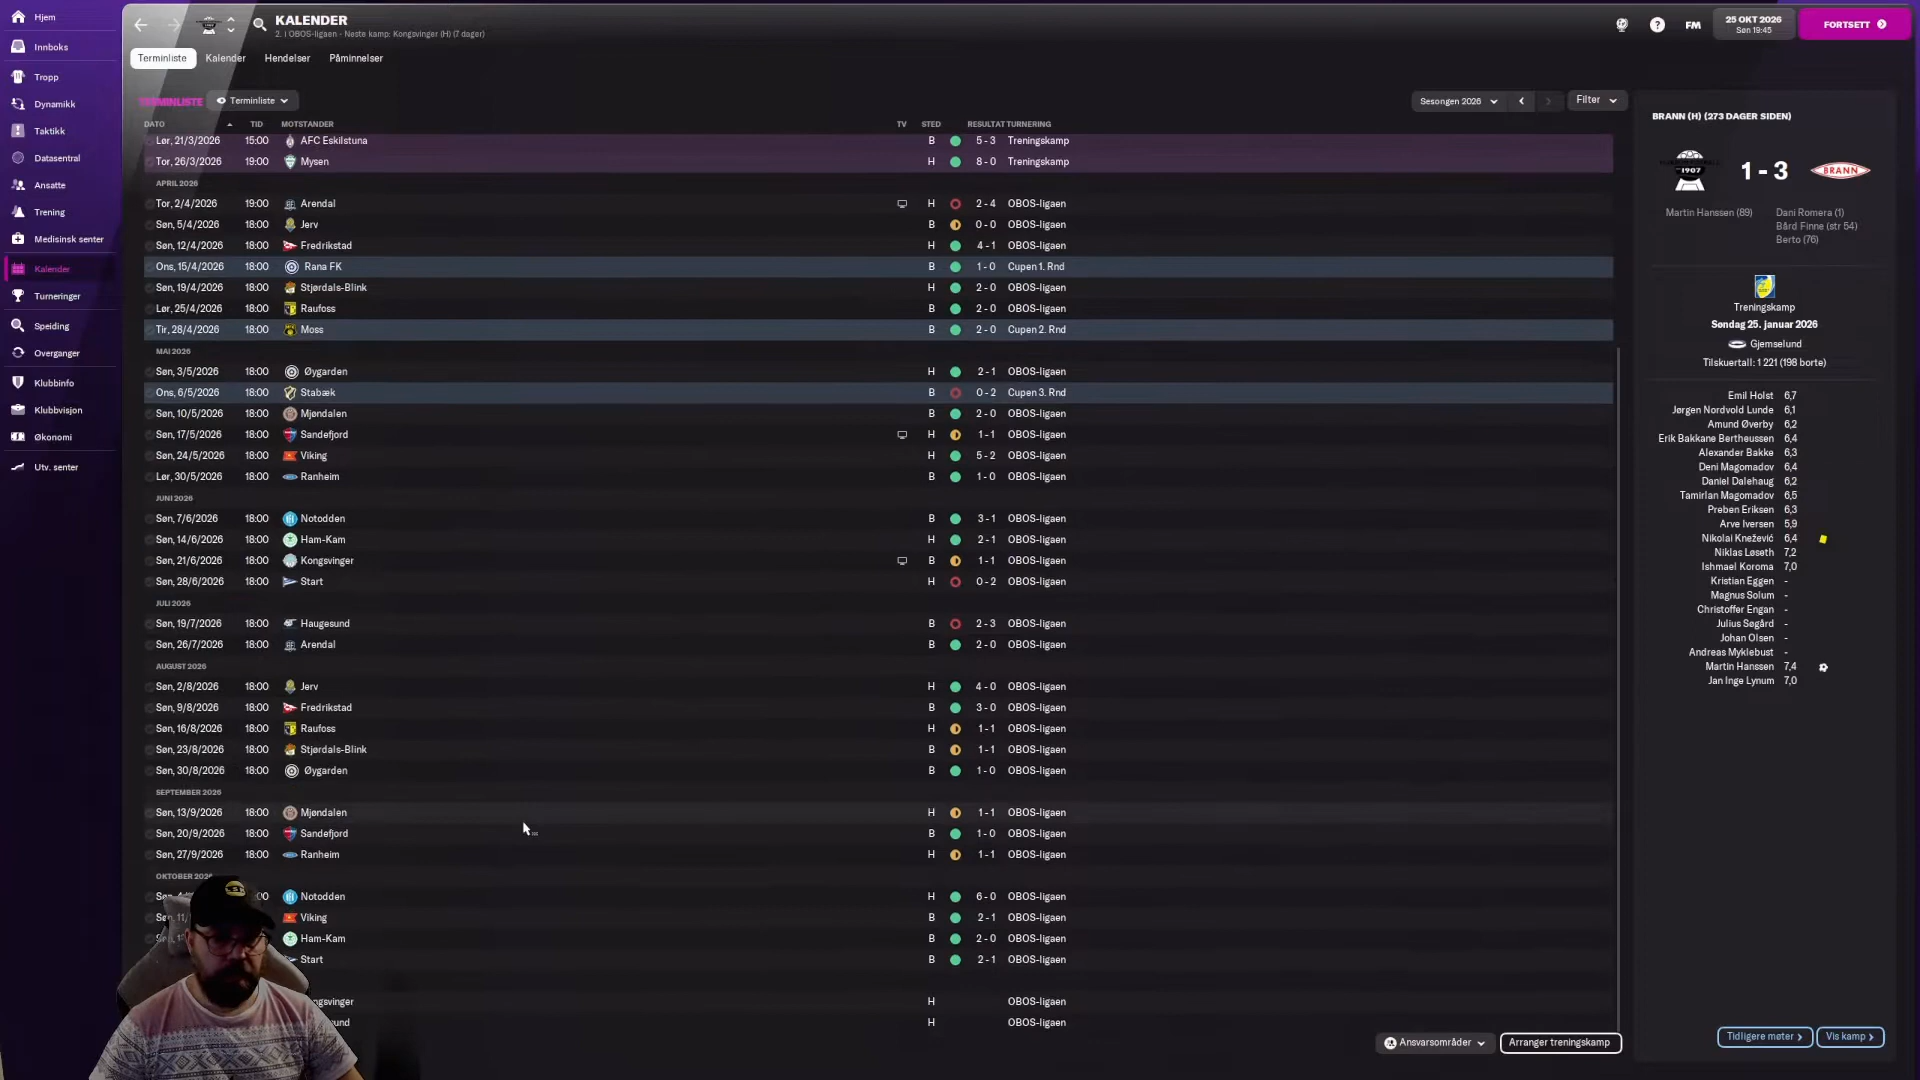 Hjem
Innboks
Tropp
Dynamikk
Taktikk
Datasentral
Ansatte
Trening
Medisinsk senter
Kalender
Turneringer
Speiding
Overganger
Klubbinfo
Klubbvisjon
Økonomi
Utv. senter
1907
KALENDER
2. i OBOS-ligaen - Neste kamp: Kongsvinger (H) (7 dager)
? FM 25 OKT 2026
Søn 19:45
FORTSETT
Terminliste Kalender Hendelser Påminnelser
TERMINLISTE Terminliste Sesongen 2026 Filter
DATO TID MOTSTANDER TV STED RESULTAT TURNERING
Lør, 21/3/2026 15:00 AFC Eskilstuna B 5 - 3 Treningskamp
Tor, 26/3/2026 19:00 Mysen H 8 - 0 Treningskamp
APRIL 2026
Tor, 2/4/2026 19:00 Arendal H 2 - 4 OBOS-ligaen
Søn, 5/4/2026 18:00 Jerv B 0 - 0 OBOS-ligaen
Søn, 12/4/2026 18:00 Fredrikstad H 4 - 1 OBOS-ligaen
Ons, 15/4/2026 18:00 Rana FK B 1 - 0 Cupen 1. Rnd
Søn, 19/4/2026 18:00 Stjørdals-Blink H 2 - 0 OBOS-ligaen
Lør, 25/4/2026 18:00 Raufoss B 2 - 0 OBOS-ligaen
Tir, 28/4/2026 18:00 Moss B 2 - 0 Cupen 2. Rnd
MAI 2026
Søn, 3/5/2026 18:00 Øygarden H 2 - 1 OBOS-ligaen
Ons, 6/5/2026 18:00 Stabæk B 0 - 2 Cupen 3. Rnd
Søn, 10/5/2026 18:00 Mjøndalen B 2 - 0 OBOS-ligaen
Søn, 17/5/2026 18:00 Sandefjord H 1 - 1 OBOS-ligaen
Søn, 24/5/2026 18:00 Viking H 5 - 2 OBOS-ligaen
Lør, 30/5/2026 18:00 Ranheim B 1 - 0 OBOS-ligaen
JUNI 2026
Søn, 7/6/2026 18:00 Notodden B 3 - 1 OBOS-ligaen
Søn, 14/6/2026 18:00 Ham-Kam H 2 - 1 OBOS-ligaen
Søn, 21/6/2026 18:00 Kongsvinger B 1 - 1 OBOS-ligaen
Søn, 28/6/2026 18:00 Start H 0 - 2 OBOS-ligaen
JULI 2026
Søn, 19/7/2026 18:00 Haugesund B 2 - 3 OBOS-ligaen
Søn, 26/7/2026 18:00 Arendal B 2 - 0 OBOS-ligaen
AUGUST 2026
Søn, 2/8/2026 18:00 Jerv H 4 - 0 OBOS-ligaen
Søn, 9/8/2026 18:00 Fredrikstad B 3 - 0 OBOS-ligaen
Søn, 16/8/2026 18:00 Raufoss H 1 - 1 OBOS-ligaen
Søn, 23/8/2026 18:00 Stjørdals-Blink B 1 - 1 OBOS-ligaen
Søn, 30/8/2026 18:00 Øygarden B 1 - 0 OBOS-ligaen
SEPTEMBER 2026
Søn, 13/9/2026 18:00 Mjøndalen H 1 - 1 OBOS-ligaen
Søn, 20/9/2026 18:00 Sandefjord B 1 - 0 OBOS-ligaen
Søn, 27/9/2026 18:00 Ranheim H 1 - 1 OBOS-ligaen
OKTOBER 2026
Notodden H 6 - 0 OBOS-ligaen
Viking B 2 - 1 OBOS-ligaen
Ham-Kam B 2 - 0 OBOS-ligaen
Start B 2 - 1 OBOS-ligaen
ngsvinger H OBOS-ligaen
und H OBOS-ligaen
Ansvarsområder Arranger treningskamp
BRANN (H) (273 DAGER SIDEN)
1907 1 - 3 BRANN
Martin Hanssen (89) Dani Romera (1)
Bård Finne (str 54)
Berto (76)
Treningskamp
Søndag 25. januar 2026
Gjemselund
Tilskuertall: 1 221 (198 borte)
Emil Holst 6,7
Jørgen Nordvold Lunde 6,1
Amund Øverby 6,2
Erik Bakkane Bertheussen 6,4
Alexander Bakke 6,3
Deni Magomadov 6,4
Daniel Dalehaug 6,2
Tamirlan Magomadov 6,5
Preben Eriksen 6,3
Arve Iversen 5,9
Nikolai Knežević 6,4
Niklas Løseth 7,2
Ishmael Koroma 7,0
Kristian Eggen -
Magnus Solum -
Christoffer Engan -
Julius Søgård -
Johan Olsen -
Andreas Myklebust -
Martin Hanssen 7,4
Jan Inge Lynum 7,0
Tidligere møter Vis kamp